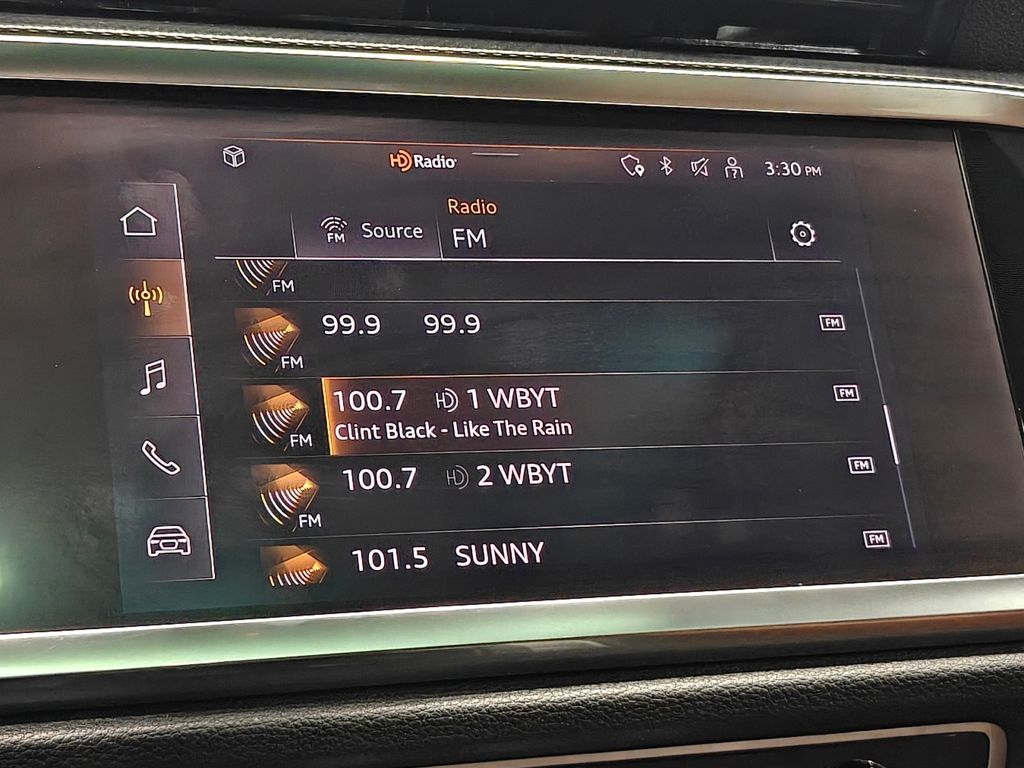 HD Radio 3:30 PM
Radio
FM Source FM
FM
99.9 99.9 FM
FM
100.7 HD 1 WBYT FM
Clint Black - Like The Rain
FM
100.7 HD 2 WBYT FM
FM
101.5 SUNNY FM